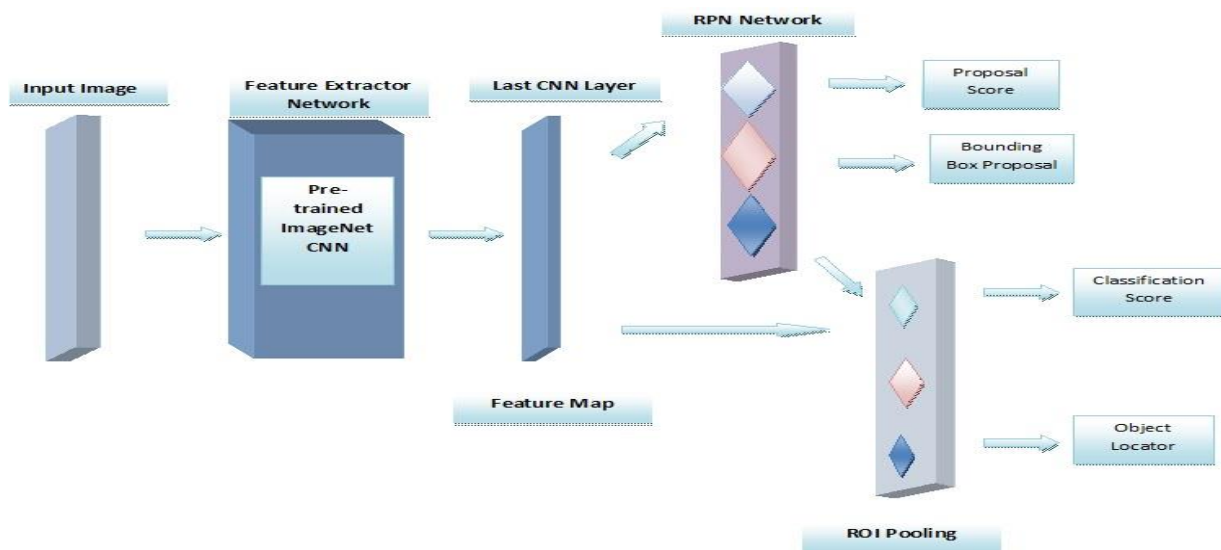 RPN Network
Input Image
Feature Extractor
Network
Last CNN Layer
Proposal
Score
Bounding
Box Proposal
Pre-
trained
ImageNet
CNN
Classification
Score
Feature Map
Object
Locator
ROI Pooling